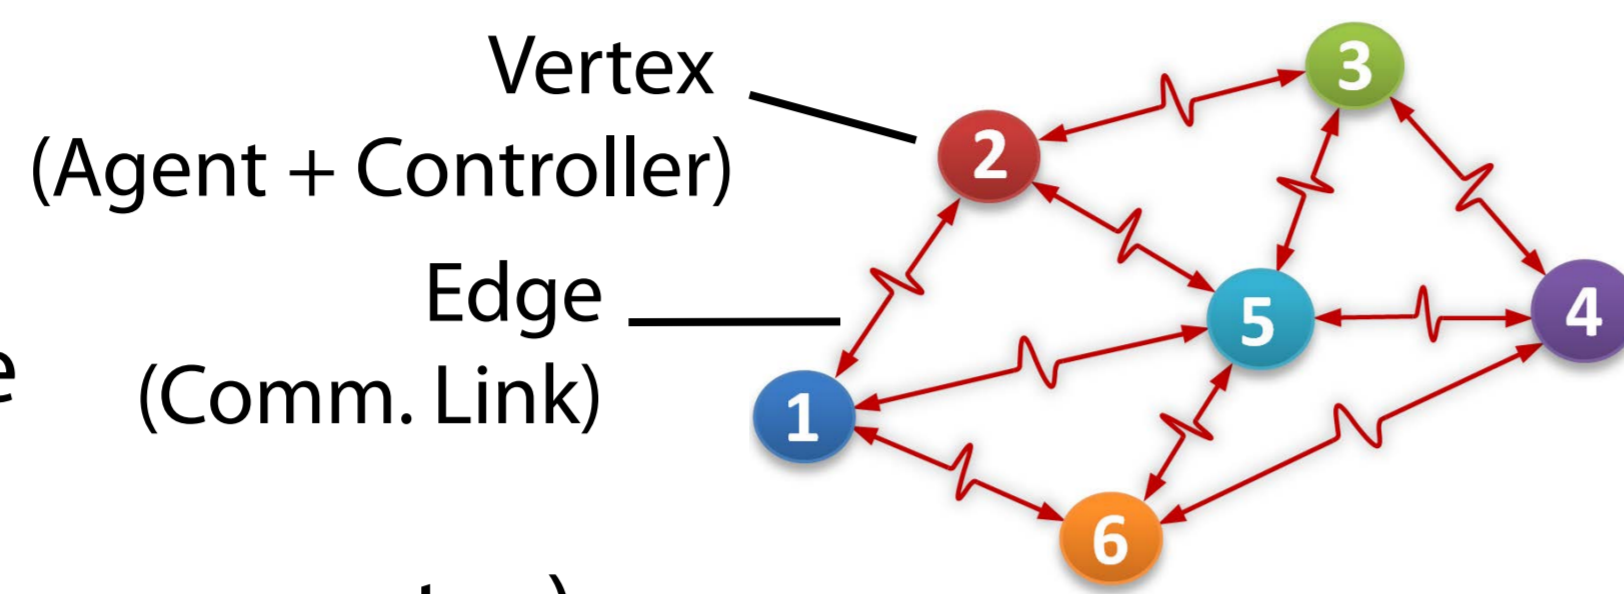 Vertex
(Agent + Controller)
Edge
(Comm. Link)
e
1
2
3
4
5
6